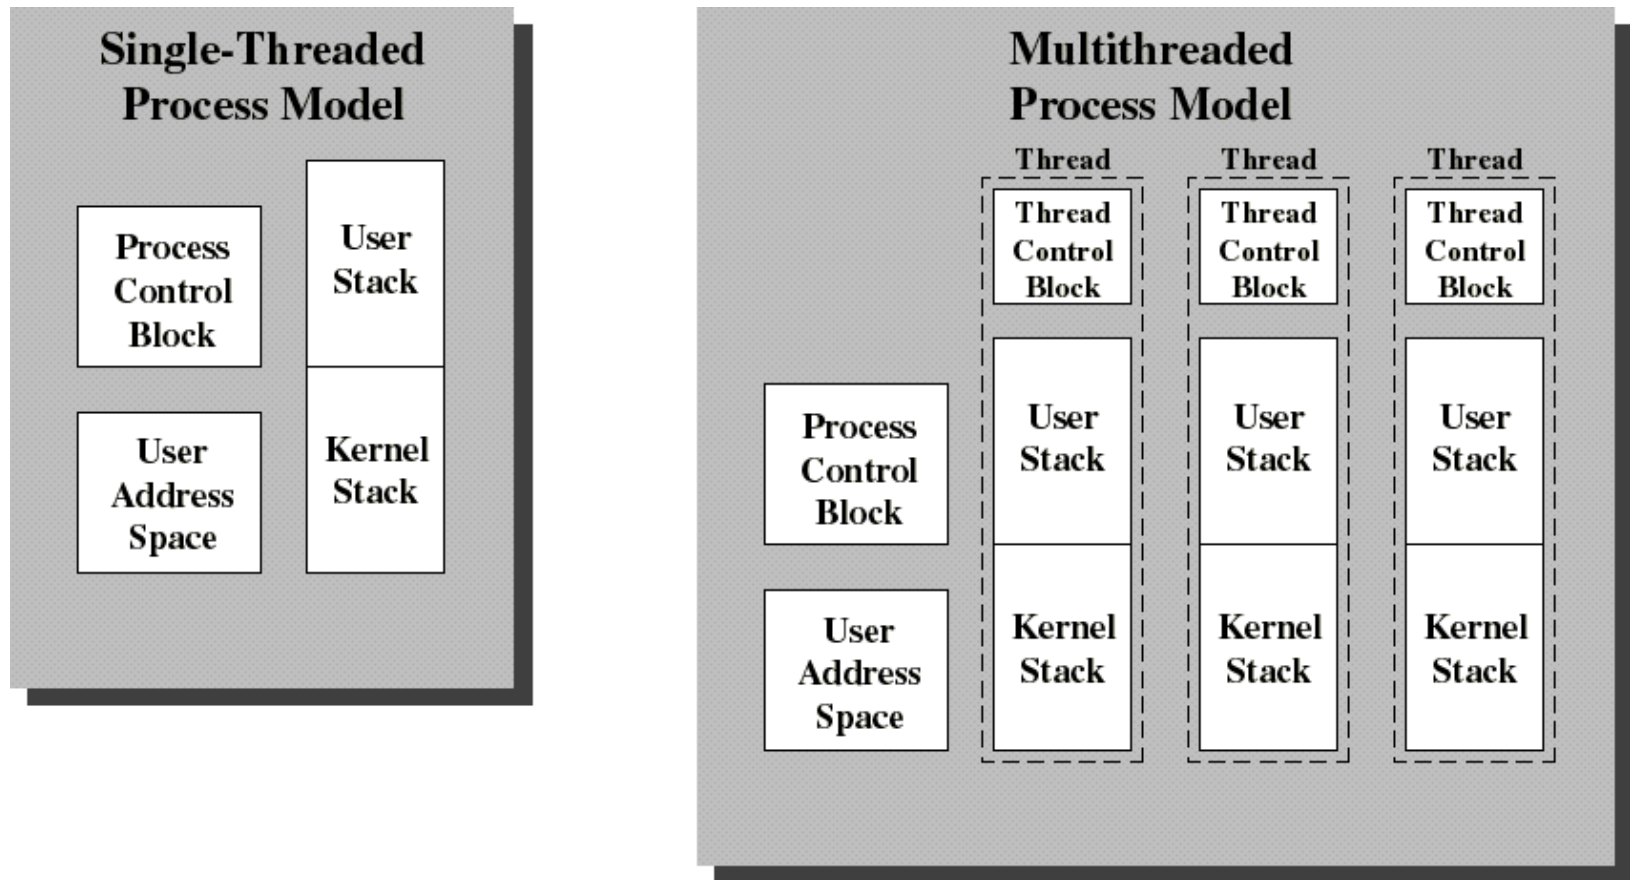 Single-Threaded
Process Model
Process
Control
Block
User
Stack
User
Address
Space
Kernel
Stack
Multithreaded
Process Model
Process
Control
Block
User
Address
Space
Thread
Thread
Control
Block
User
Stack
Kernel
Stack
Thread
Thread
Control
Block
User
Stack
Kernel
Stack
Thread
Thread
Control
Block
User
Stack
Kernel
Stack